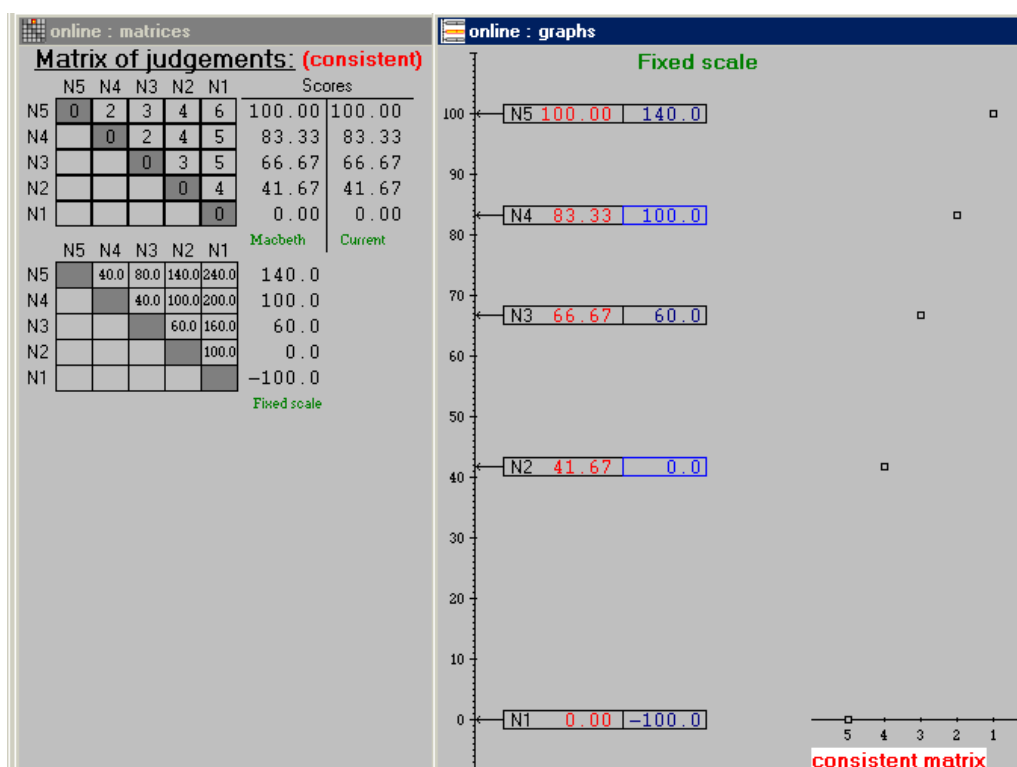 online : matrices
Matrix of judgements: (consistent)
N5 N4 N3 N2 N1 Scores
N5 0 2 3 4 6 100.00 100.00
N4 0 2 4 5 83.33 83.33
N3 0 3 5 66.67 66.67
N2 0 4 41.67 41.67
N1 0 0.00 0.00
Macbeth Current
N5 N4 N3 N2 N1
N5 40.0 80.0 140.0 240.0 140.0
N4 40.0 100.0 200.0 100.0
N3 60.0 160.0 60.0
N2 100.0 0.0
N1 -100.0
Fixed scale
online : graphs
Fixed scale
100 N5 100.00 140.0
90
N4 83.33 100.0
80
70
N3 66.67 60.0
60
50
N2 41.67 0.0
40
30
20
10
0 N1 0.00 -100.0
5 4 3 2 1
consistent matrix